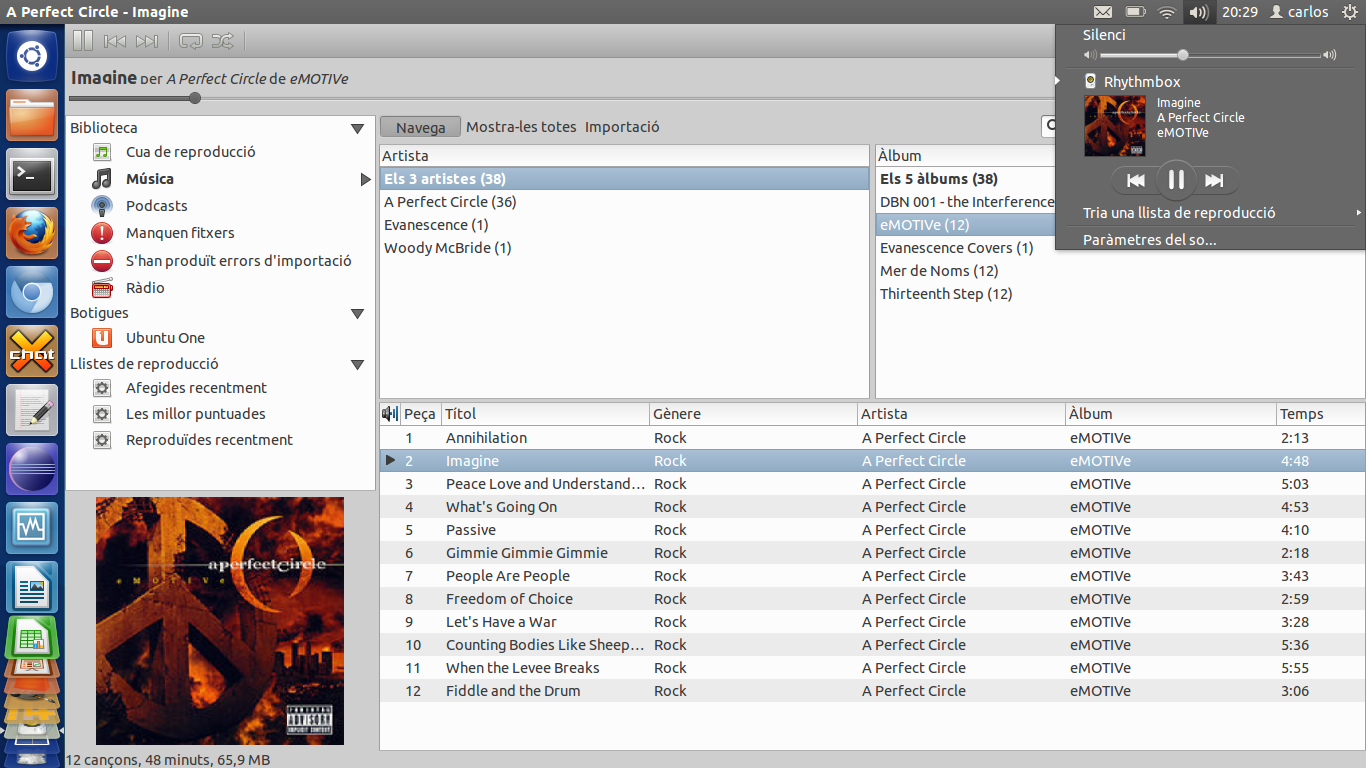 A Perfect Circle - Imagine
20:29 carlos
Imagine per A Perfect Circle de eMOTIVe
Silenci
Rhythmbox
Imagine
A Perfect Circle
eMOTIVe
Tria una llista de reproducció
Paràmetres del so...
Biblioteca
Cua de reproducció
Música
Podcasts
Manquen fitxers
S'han produït errors d'importació
Ràdio
Botigues
Ubuntu One
Llistes de reproducció
Afegides recentment
Les millor puntuades
Reproduïdes recentment
Navega Mostra-les totes Importació
Artista
Els 3 artistes (38)
A Perfect Circle (36)
Evanescence (1)
Woody McBride (1)
Àlbum
Els 5 àlbums (38)
DBN 001 - the Interference
eMOTIVe (12)
Evanescence Covers (1)
Mer de Noms (12)
Thirteenth Step (12)
Peça Títol Gènere Artista Àlbum Temps
1 Annihilation Rock A Perfect Circle eMOTIVe 2:13
2 Imagine Rock A Perfect Circle eMOTIVe 4:48
3 Peace Love and Understand... Rock A Perfect Circle eMOTIVe 5:03
4 What's Going On Rock A Perfect Circle eMOTIVe 4:53
5 Passive Rock A Perfect Circle eMOTIVe 4:10
6 Gimmie Gimmie Gimmie Rock A Perfect Circle eMOTIVe 2:18
7 People Are People Rock A Perfect Circle eMOTIVe 3:43
8 Freedom of Choice Rock A Perfect Circle eMOTIVe 2:59
9 Let's Have a War Rock A Perfect Circle eMOTIVe 3:28
10 Counting Bodies Like Sheep... Rock A Perfect Circle eMOTIVe 5:36
11 When the Levee Breaks Rock A Perfect Circle eMOTIVe 5:55
12 Fiddle and the Drum Rock A Perfect Circle eMOTIVe 3:06
chat
aperfectcircle
eMOTIVe
ADVISORY
EXPLICIT CONTENT
12 cançons, 48 minuts, 65,9 MB